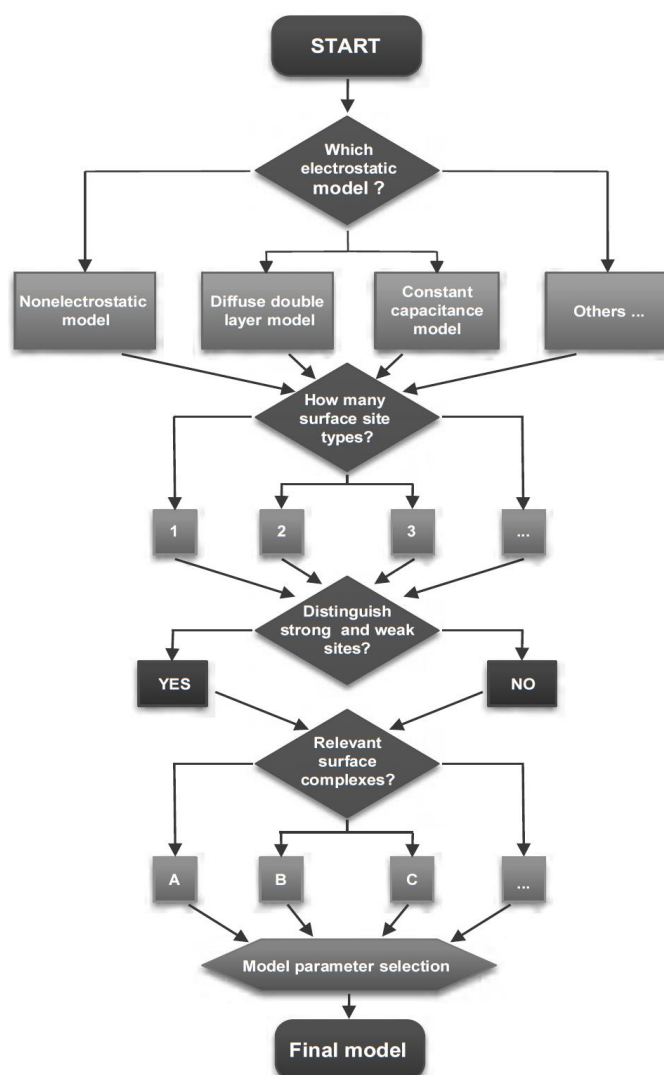 START
Which
electrostatic
model ?
Nonelectrostatic
model
Diffuse double
layer model
Constant
capacitance
model
Others ...
How many
surface site
types?
1
2
3
...
Distinguish
strong and weak
sites?
YES
NO
Relevant
surface
complexes?
A
B
C
...
Model parameter selection
Final model